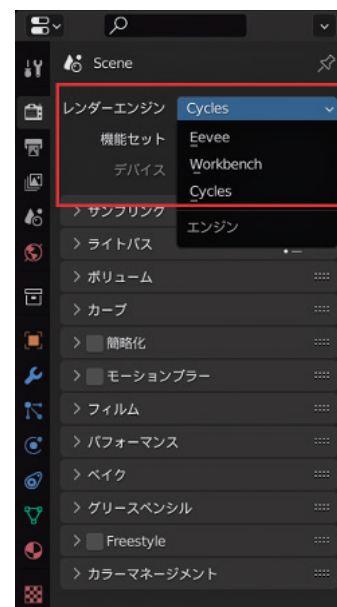 Scene
レンダーエンジン Cycles
機能セット Eevee
デバイス Workbench
Cycles
サンプリング エンジン
ライトパス
ボリューム
カーブ
簡略化
モーションブラー
フィルム
パフォーマンス
ベイク
グリースペンシル
Freestyle
カラーマネージメント